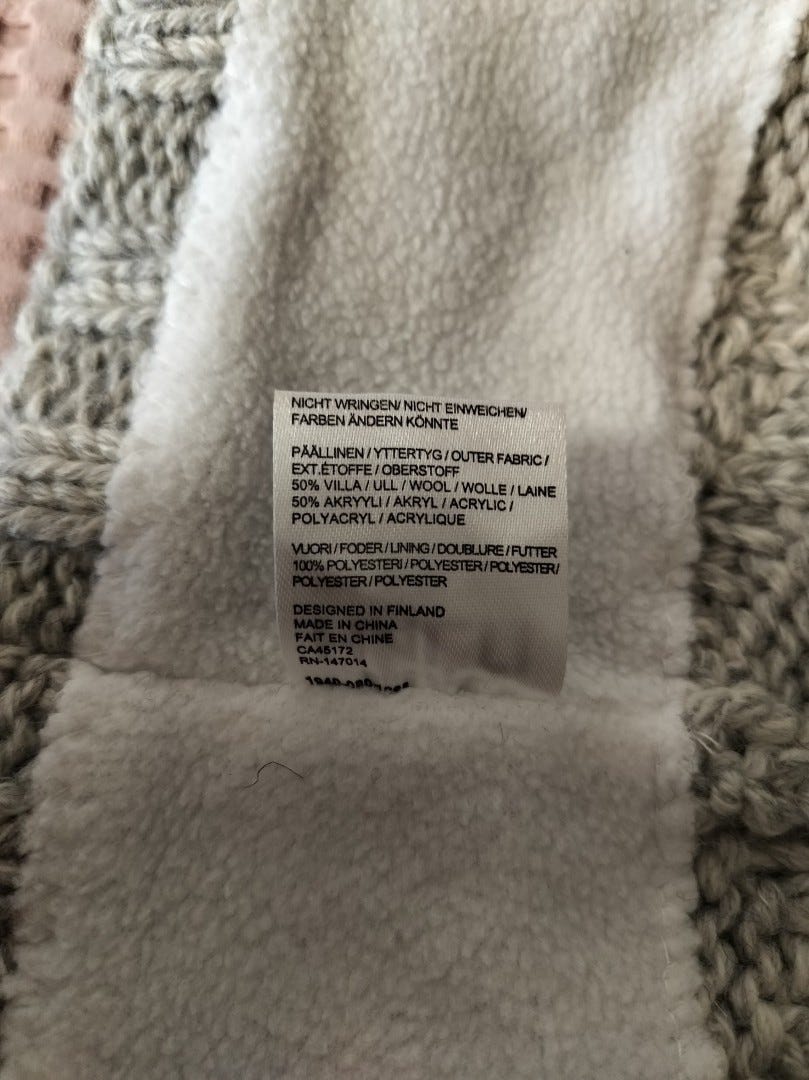 NICHT WRINGEN/ NICHT EINWEICHEN/
FARBEN ÄNDERN KÖNNTE
PÄÄLLINEN / YTTERTYG / OUTER FABRIC /
EXT.ÉTOFFE / OBERSTOFF
50% VILLA / ULL / WOOL / WOLLE / LAINE
50% AKRYYLI / AKRYL / ACRYLIC /
POLYACRYL / ACRYLIQUE
VUORI / FODER / LINING / DOUBLURE / FUTTER
100% POLYESTERI / POLYESTER / POLYESTER/
POLYESTER / POLYESTER
DESIGNED IN FINLAND
MADE IN CHINA
FAIT EN CHINE
CA45172
RN-147014